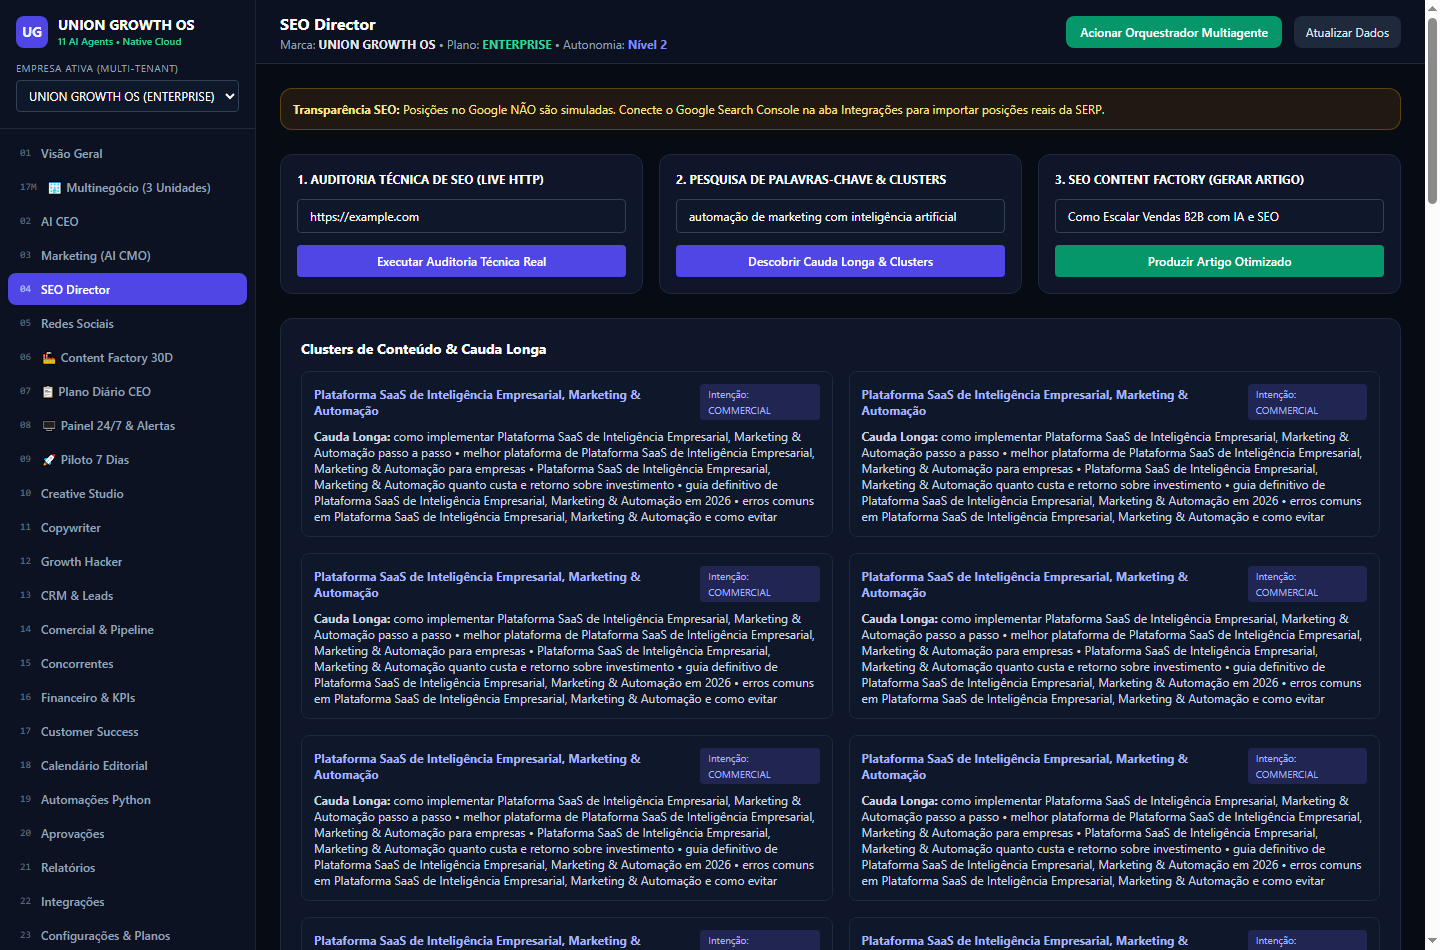 UG
UNION GROWTH OS
11 AI Agents • Native Cloud
EMPRESA ATIVA (MULTI-TENANT)
UNION GROWTH OS (ENTERPRISE)
01 Visão Geral
17M Multinegócio (3 Unidades)
02 AI CEO
03 Marketing (AI CMO)
04 SEO Director
05 Redes Sociais
06 Content Factory 30D
07 Plano Diário CEO
08 Painel 24/7 & Alertas
09 Piloto 7 Dias
10 Creative Studio
11 Copywriter
12 Growth Hacker
13 CRM & Leads
14 Comercial & Pipeline
15 Concorrentes
16 Financeiro & KPIs
17 Customer Success
18 Calendário Editorial
19 Automações Python
20 Aprovações
21 Relatórios
22 Integrações
23 Configurações & Planos
SEO Director
Marca: UNION GROWTH OS • Plano: ENTERPRISE • Autonomia: Nível 2
Acionar Orquestrador Multiagente
Atualizar Dados
Transparência SEO: Posições no Google NÃO são simuladas. Conecte o Google Search Console na aba Integrações para importar posições reais da SERP.
1. AUDITORIA TÉCNICA DE SEO (LIVE HTTP)
https://example.com
Executar Auditoria Técnica Real
2. PESQUISA DE PALAVRAS-CHAVE & CLUSTERS
automação de marketing com inteligência artificial
Descobrir Cauda Longa & Clusters
3. SEO CONTENT FACTORY (GERAR ARTIGO)
Como Escalar Vendas B2B com IA e SEO
Produzir Artigo Otimizado
Clusters de Conteúdo & Cauda Longa
Plataforma SaaS de Inteligência Empresarial, Marketing &
Automação
Intenção:
COMMERCIAL
Cauda Longa: como implementar Plataforma SaaS de Inteligência Empresarial, Marketing &
Automação passo a passo • melhor plataforma de Plataforma SaaS de Inteligência Empresarial,
Marketing & Automação para empresas • Plataforma SaaS de Inteligência Empresarial,
Marketing & Automação quanto custa e retorno sobre investimento • guia definitivo de
Plataforma SaaS de Inteligência Empresarial, Marketing & Automação em 2026 • erros comuns
em Plataforma SaaS de Inteligência Empresarial, Marketing & Automação e como evitar
Plataforma SaaS de Inteligência Empresarial, Marketing &
Automação
Intenção:
COMMERCIAL
Cauda Longa: como implementar Plataforma SaaS de Inteligência Empresarial, Marketing &
Automação passo a passo • melhor plataforma de Plataforma SaaS de Inteligência Empresarial,
Marketing & Automação para empresas • Plataforma SaaS de Inteligência Empresarial,
Marketing & Automação quanto custa e retorno sobre investimento • guia definitivo de
Plataforma SaaS de Inteligência Empresarial, Marketing & Automação em 2026 • erros comuns
em Plataforma SaaS de Inteligência Empresarial, Marketing & Automação e como evitar
Plataforma SaaS de Inteligência Empresarial, Marketing &
Automação
Intenção:
COMMERCIAL
Cauda Longa: como implementar Plataforma SaaS de Inteligência Empresarial, Marketing &
Automação passo a passo • melhor plataforma de Plataforma SaaS de Inteligência Empresarial,
Marketing & Automação para empresas • Plataforma SaaS de Inteligência Empresarial,
Marketing & Automação quanto custa e retorno sobre investimento • guia definitivo de
Plataforma SaaS de Inteligência Empresarial, Marketing & Automação em 2026 • erros comuns
em Plataforma SaaS de Inteligência Empresarial, Marketing & Automação e como evitar
Plataforma SaaS de Inteligência Empresarial, Marketing &
Automação
Intenção:
COMMERCIAL
Cauda Longa: como implementar Plataforma SaaS de Inteligência Empresarial, Marketing &
Automação passo a passo • melhor plataforma de Plataforma SaaS de Inteligência Empresarial,
Marketing & Automação para empresas • Plataforma SaaS de Inteligência Empresarial,
Marketing & Automação quanto custa e retorno sobre investimento • guia definitivo de
Plataforma SaaS de Inteligência Empresarial, Marketing & Automação em 2026 • erros comuns
em Plataforma SaaS de Inteligência Empresarial, Marketing & Automação e como evitar
Plataforma SaaS de Inteligência Empresarial, Marketing &
Automação
Intenção:
COMMERCIAL
Cauda Longa: como implementar Plataforma SaaS de Inteligência Empresarial, Marketing &
Automação passo a passo • melhor plataforma de Plataforma SaaS de Inteligência Empresarial,
Marketing & Automação para empresas • Plataforma SaaS de Inteligência Empresarial,
Marketing & Automação quanto custa e retorno sobre investimento • guia definitivo de
Plataforma SaaS de Inteligência Empresarial, Marketing & Automação em 2026 • erros comuns
em Plataforma SaaS de Inteligência Empresarial, Marketing & Automação e como evitar
Plataforma SaaS de Inteligência Empresarial, Marketing &
Automação
Intenção:
COMMERCIAL
Cauda Longa: como implementar Plataforma SaaS de Inteligência Empresarial, Marketing &
Automação passo a passo • melhor plataforma de Plataforma SaaS de Inteligência Empresarial,
Marketing & Automação para empresas • Plataforma SaaS de Inteligência Empresarial,
Marketing & Automação quanto custa e retorno sobre investimento • guia definitivo de
Plataforma SaaS de Inteligência Empresarial, Marketing & Automação em 2026 • erros comuns
em Plataforma SaaS de Inteligência Empresarial, Marketing & Automação e como evitar
Plataforma SaaS de Inteligência Empresarial, Marketing &
Intenção:
Plataforma SaaS de Inteligência Empresarial, Marketing &
Intenção: